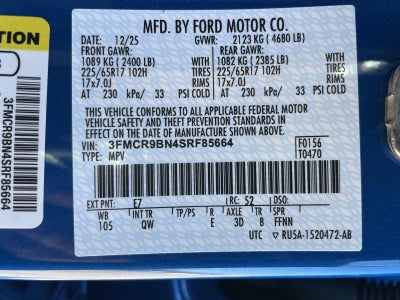 MFD. BY FORD MOTOR CO.
12/25 GVWR: 2123 KG ( 4680 LB)
FRONT GAWR: REAR GAWR:
1089 KG ( 2400 LB) 1082 KG ( 2385 LB)
225/65R17 102H TIRES 225/65R17 102H TIRES
17x7.0J RIMS 17x7.0J RIMS
AT 230 kPa/ 33 PSI COLD AT 230 kPa/ 33 PSI COLD
THIS VEHICLE CONFORMS TO ALL APPLICABLE FEDERAL MOTOR
VEHICLE SAFETY AND THEFT PREVENTION STANDARDS IN
EFFECT ON THE DATE OF MANUFACTURE SHOWN ABOVE.
VIN: 3FMCR9BN4SRF85664 F0156
TYPE: MPV T0470
EXT PNT: E7 RC: 52 DSO:
WB INT TR TP/PS R AXLE TR SPR
105 QW E 3D B FFNN
UTC RU5A-1520472-AB
3FMCR9BN4SRF85664